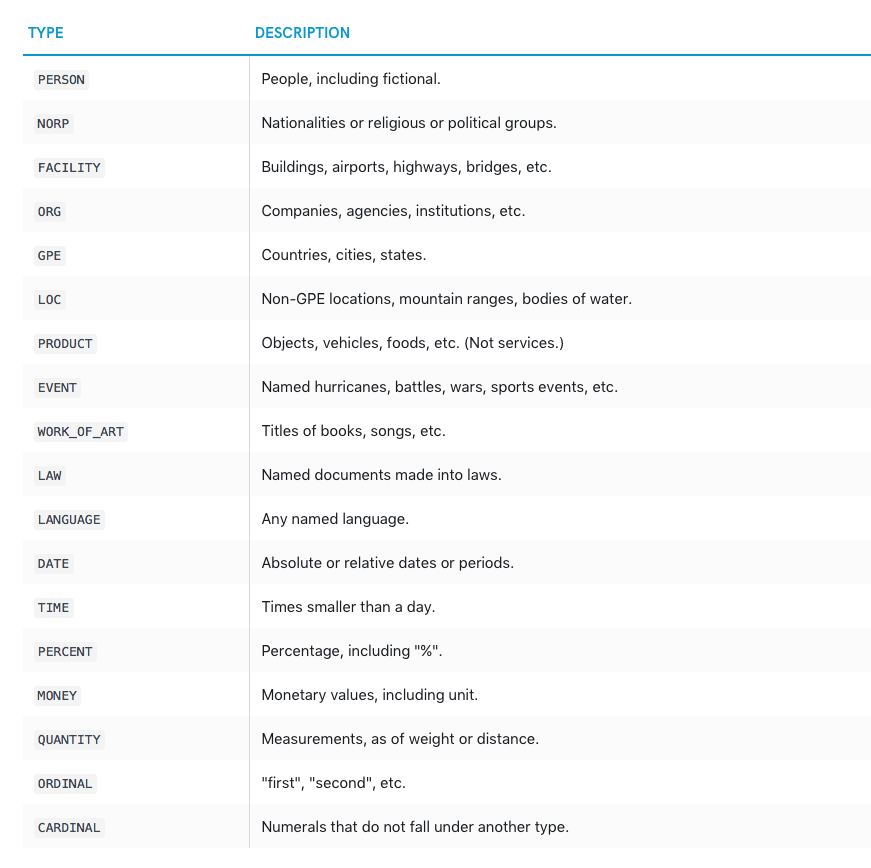 TYPE DESCRIPTION
PERSON People, including fictional.
NORP Nationalities or religious or political groups.
FACILITY Buildings, airports, highways, bridges, etc.
ORG Companies, agencies, institutions, etc.
GPE Countries, cities, states.
LOC Non-GPE locations, mountain ranges, bodies of water.
PRODUCT Objects, vehicles, foods, etc. (Not services.)
EVENT Named hurricanes, battles, wars, sports events, etc.
WORK_OF_ART Titles of books, songs, etc.
LAW Named documents made into laws.
LANGUAGE Any named language.
DATE Absolute or relative dates or periods.
TIME Times smaller than a day.
PERCENT Percentage, including "%".
MONEY Monetary values, including unit.
QUANTITY Measurements, as of weight or distance.
ORDINAL "first", "second", etc.
CARDINAL Numerals that do not fall under another type.